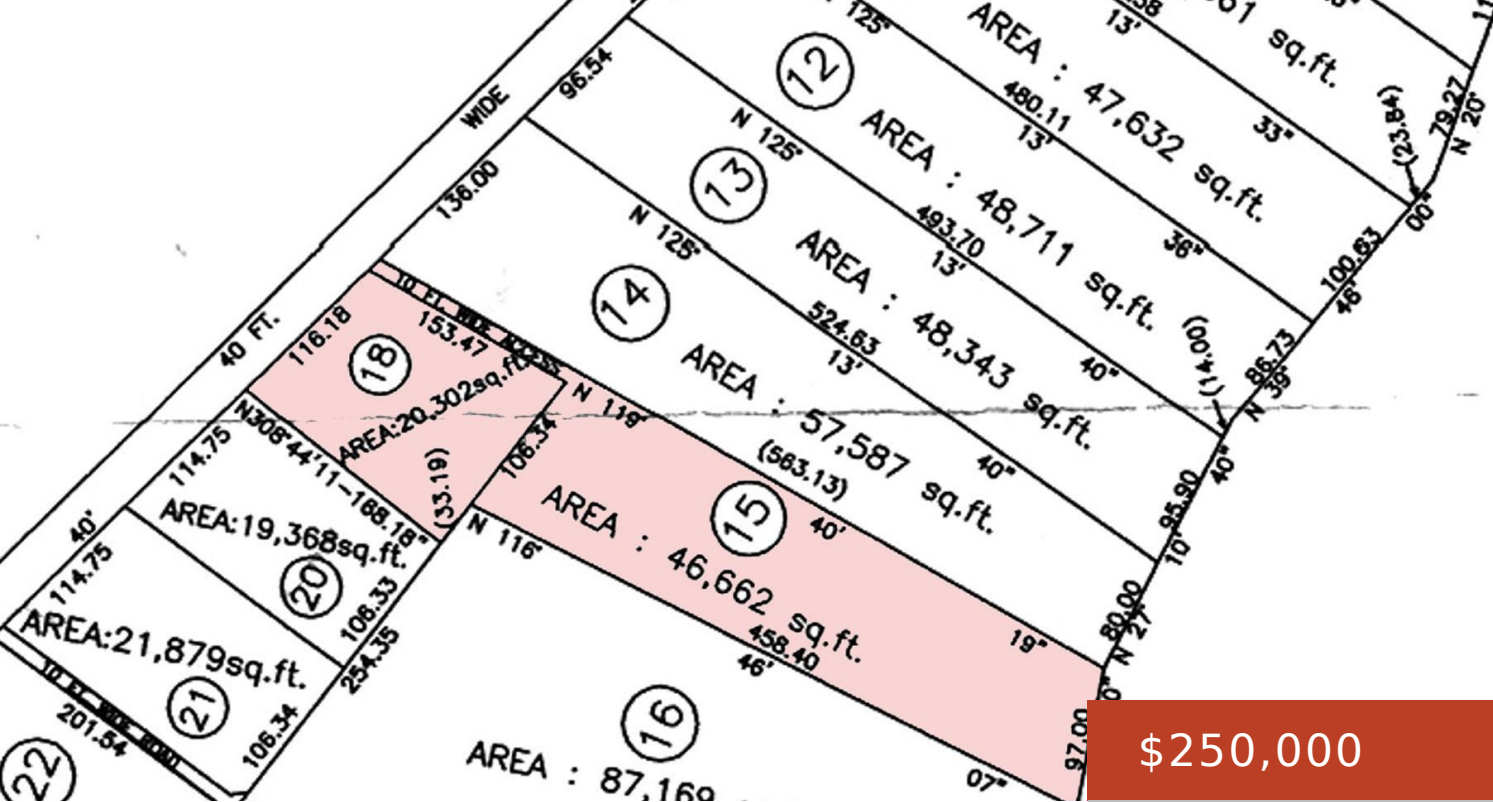 N 125°
13'
AREA : 47,632 sq.ft.
sq.ft.
33"
(23.84)
79.27
N 20'
00"
WIDE
96.54
12
480.11
13'
AREA : 48,711 sq.ft.
36"
100.63
46'
136.00
N 125°
13
493.70
13'
AREA : 48,343 sq.ft.
40"
(14.00)
86.73
N 39'
N 125°
14
524.63
13'
AREA : 57,587 sq.ft.
40"
95.90
40"
10'
40 FT.
116.18
10 FT. WIDE ACCESS
153.47
18
AREA:20,302sq.ft.
(33.19)
106.34
N308°44'11-168.18"
N 119°
(563.13)
40'
19"
80.00
N 27'
15
AREA : 46,662 sq.ft.
N 116°
458.40
46'
07"
97.00
114.75
40'
AREA:19,368sq.ft.
20
106.33
254.35
114.75
AREA:21,879sq.ft.
21
106.34
10 FT. WIDE ROAD
201.54
22
16
AREA : 87,169
$250,000